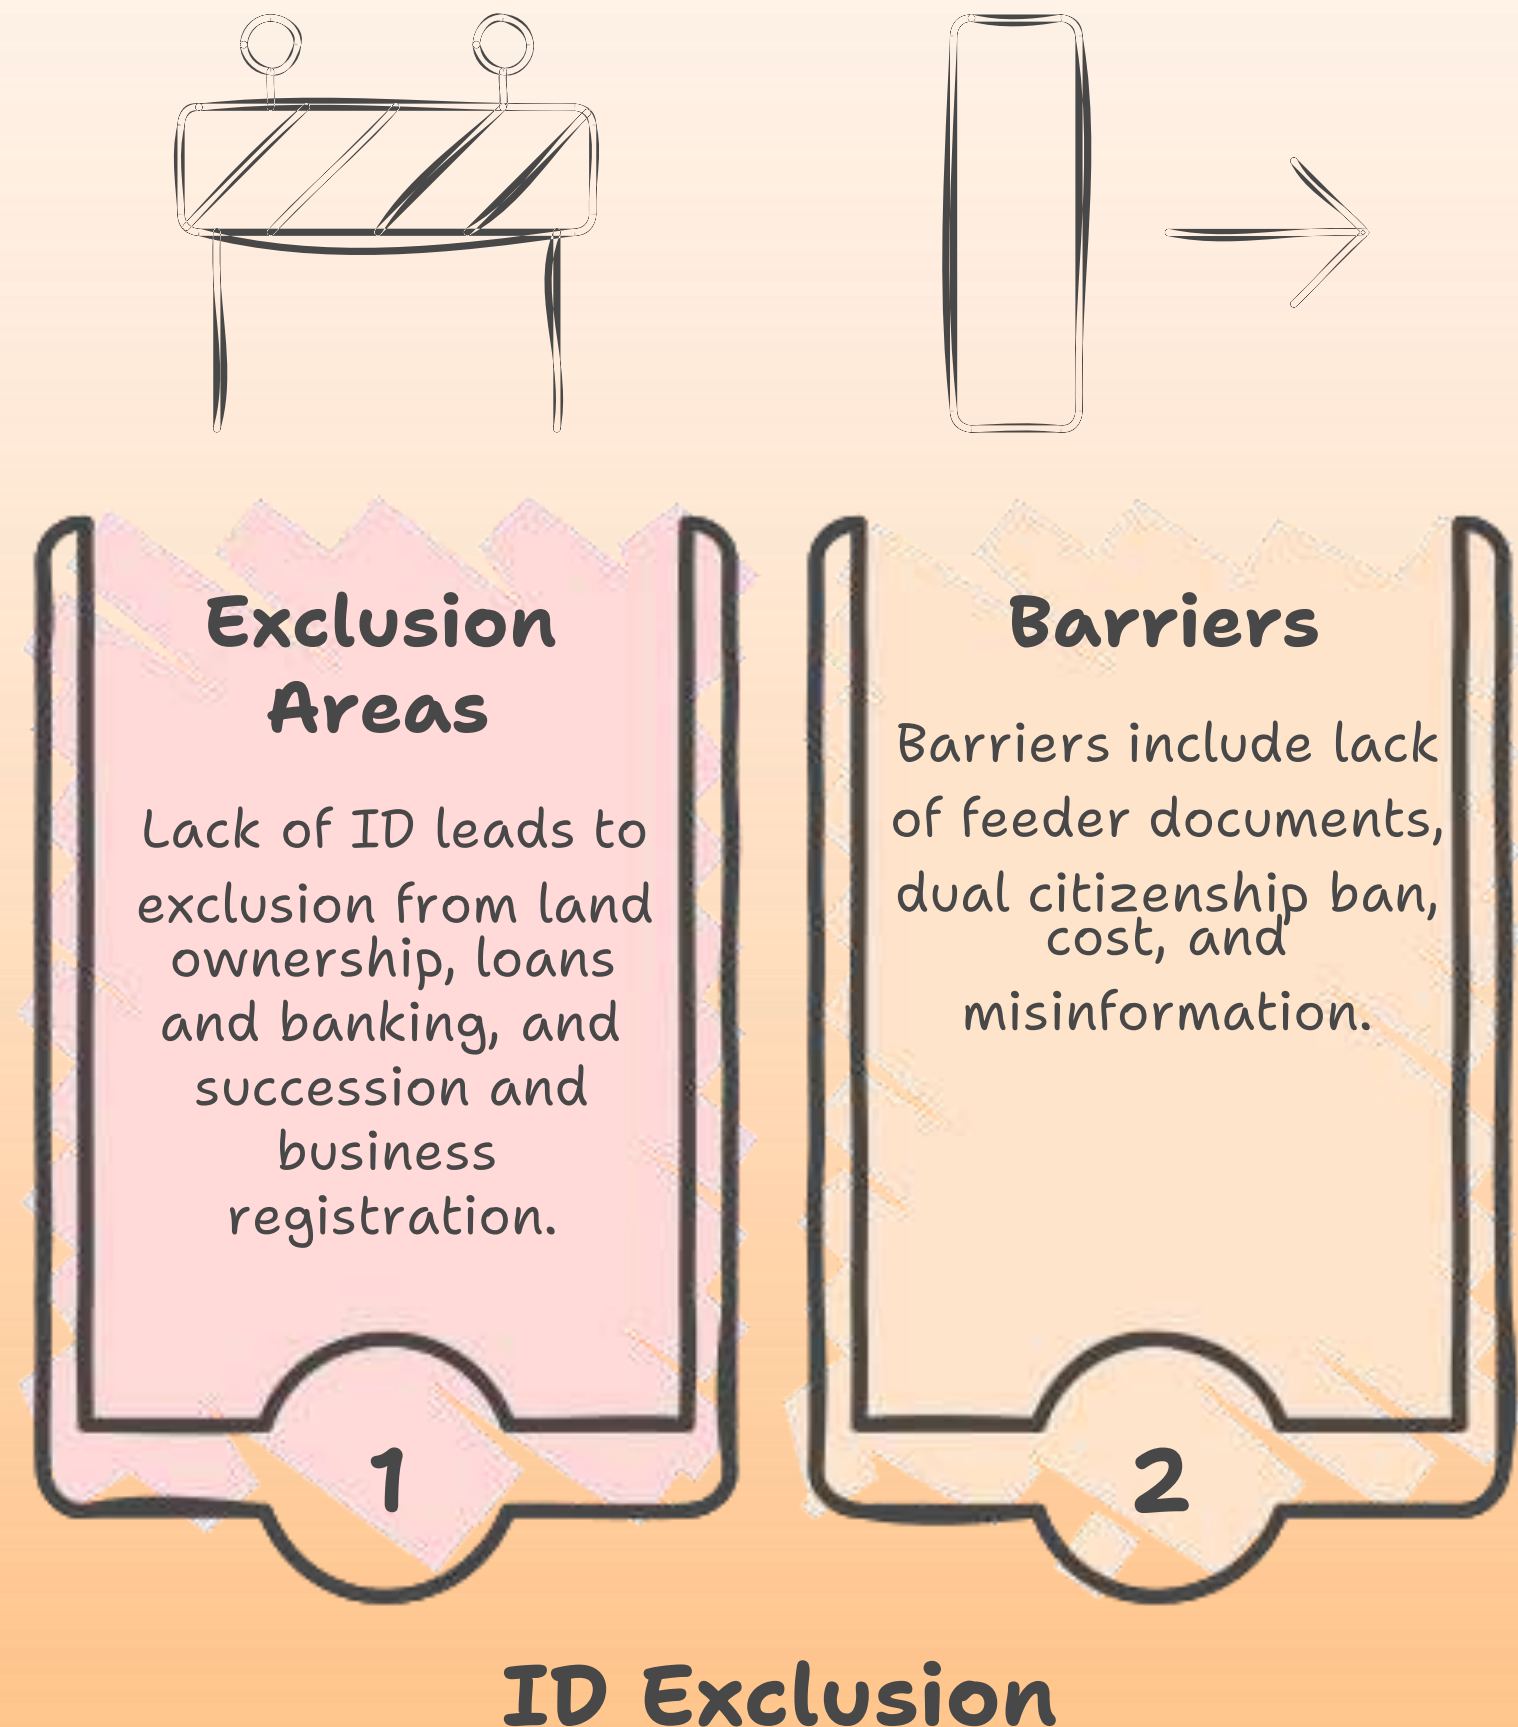 Exclusion
Areas
Lack of ID leads to
exclusion from land
ownership, loans
and banking, and
succession and
business
registration.
1
Barriers
Barriers include lack
of feeder documents,
dual citizenship ban,
cost, and
misinformation.
2
ID Exclusion